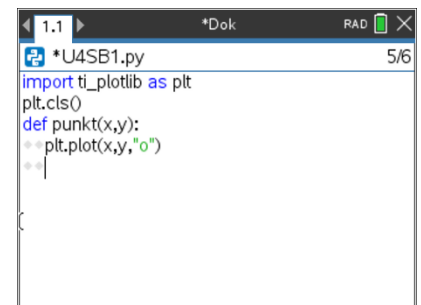 1.1 *Dok RAD
*U4SB1.py 5/6
import ti_plotlib as plt
plt.cls()
def punkt(x,y):
◆◆plt.plot(x,y,"o")
◆◆